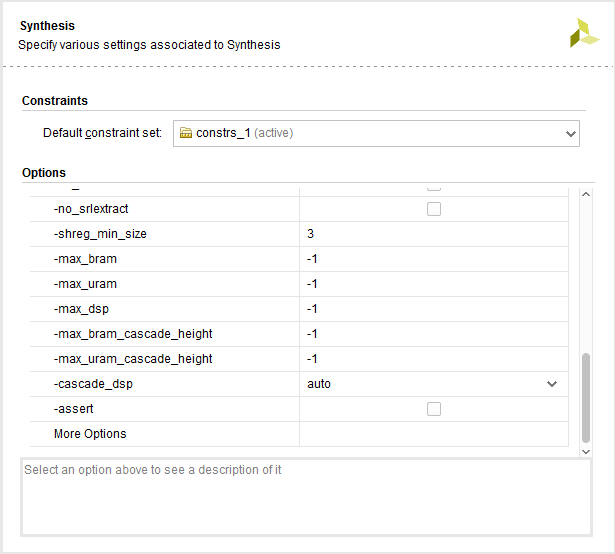 Synthesis
Specify various settings associated to Synthesis
Constraints
Default constraint set: constrs_1 (active)
Options
-no_srlextract
-shreg_min_size 3
-max_bram -1
-max_uram -1
-max_dsp -1
-max_bram_cascade_height -1
-max_uram_cascade_height -1
-cascade_dsp auto
-assert
More Options
Select an option above to see a description of it